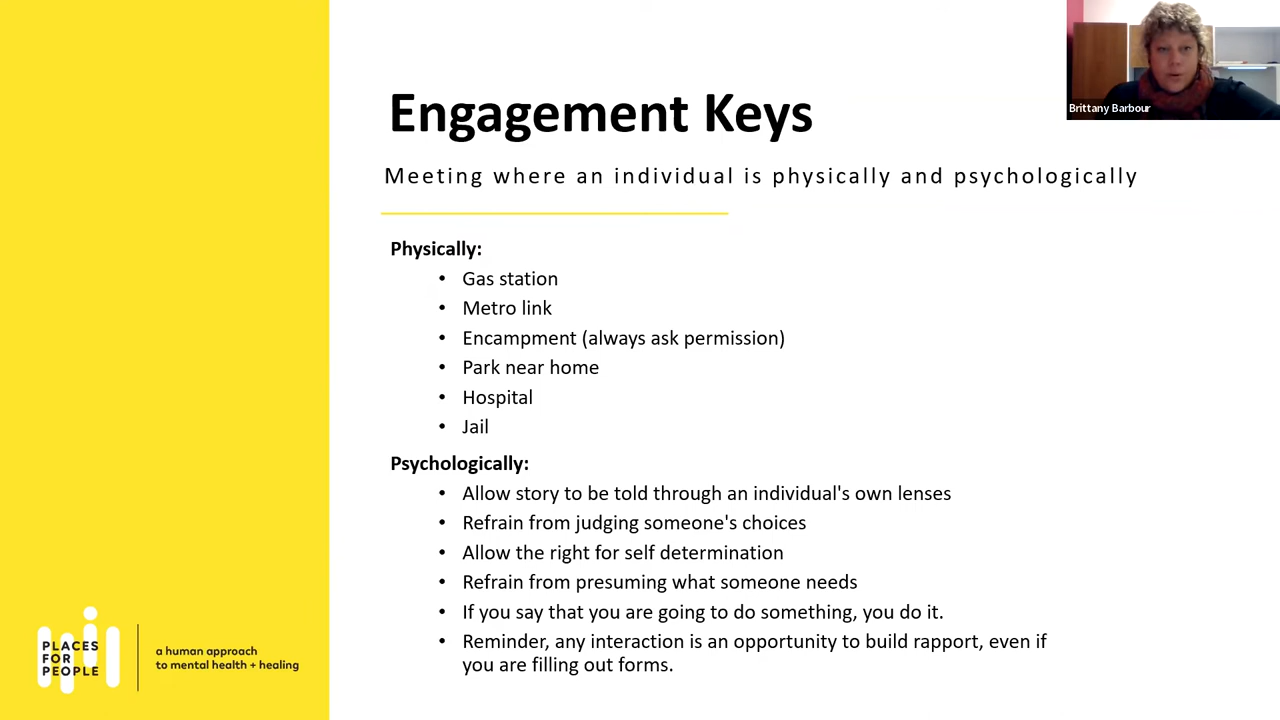 Brittany Barbour
Engagement Keys
Meeting where an individual is physically and psychologically
Physically:
• Gas station
• Metro link
• Encampment (always ask permission)
• Park near home
• Hospital
• Jail
Psychologically:
• Allow story to be told through an individual's own lenses
• Refrain from judging someone's choices
• Allow the right for self determination
• Refrain from presuming what someone needs
• If you say that you are going to do something, you do it.
• Reminder, any interaction is an opportunity to build rapport, even if
you are filling out forms.
PLACES
FOR
PEOPLE
a human approach
to mental health + healing